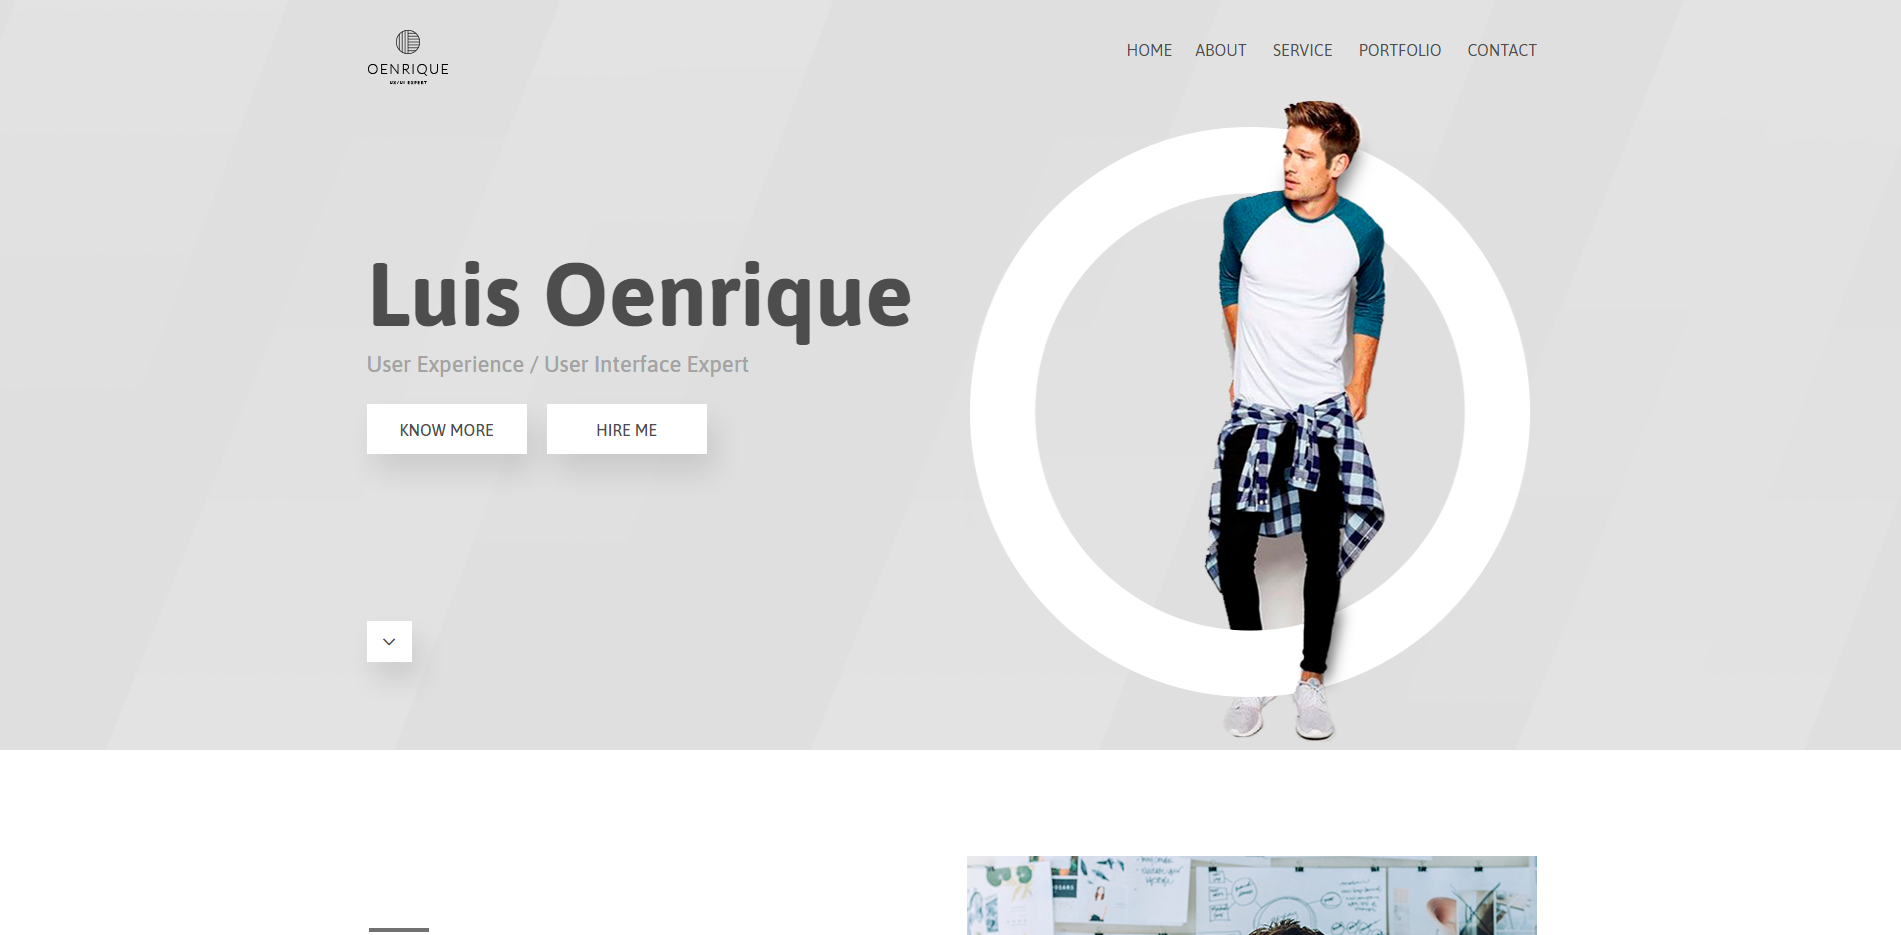 OENRIQUE
UX/UI EXPERT
HOME ABOUT SERVICE PORTFOLIO CONTACT
Luis Oenrique
User Experience / User Interface Expert
KNOW MORE HIRE ME